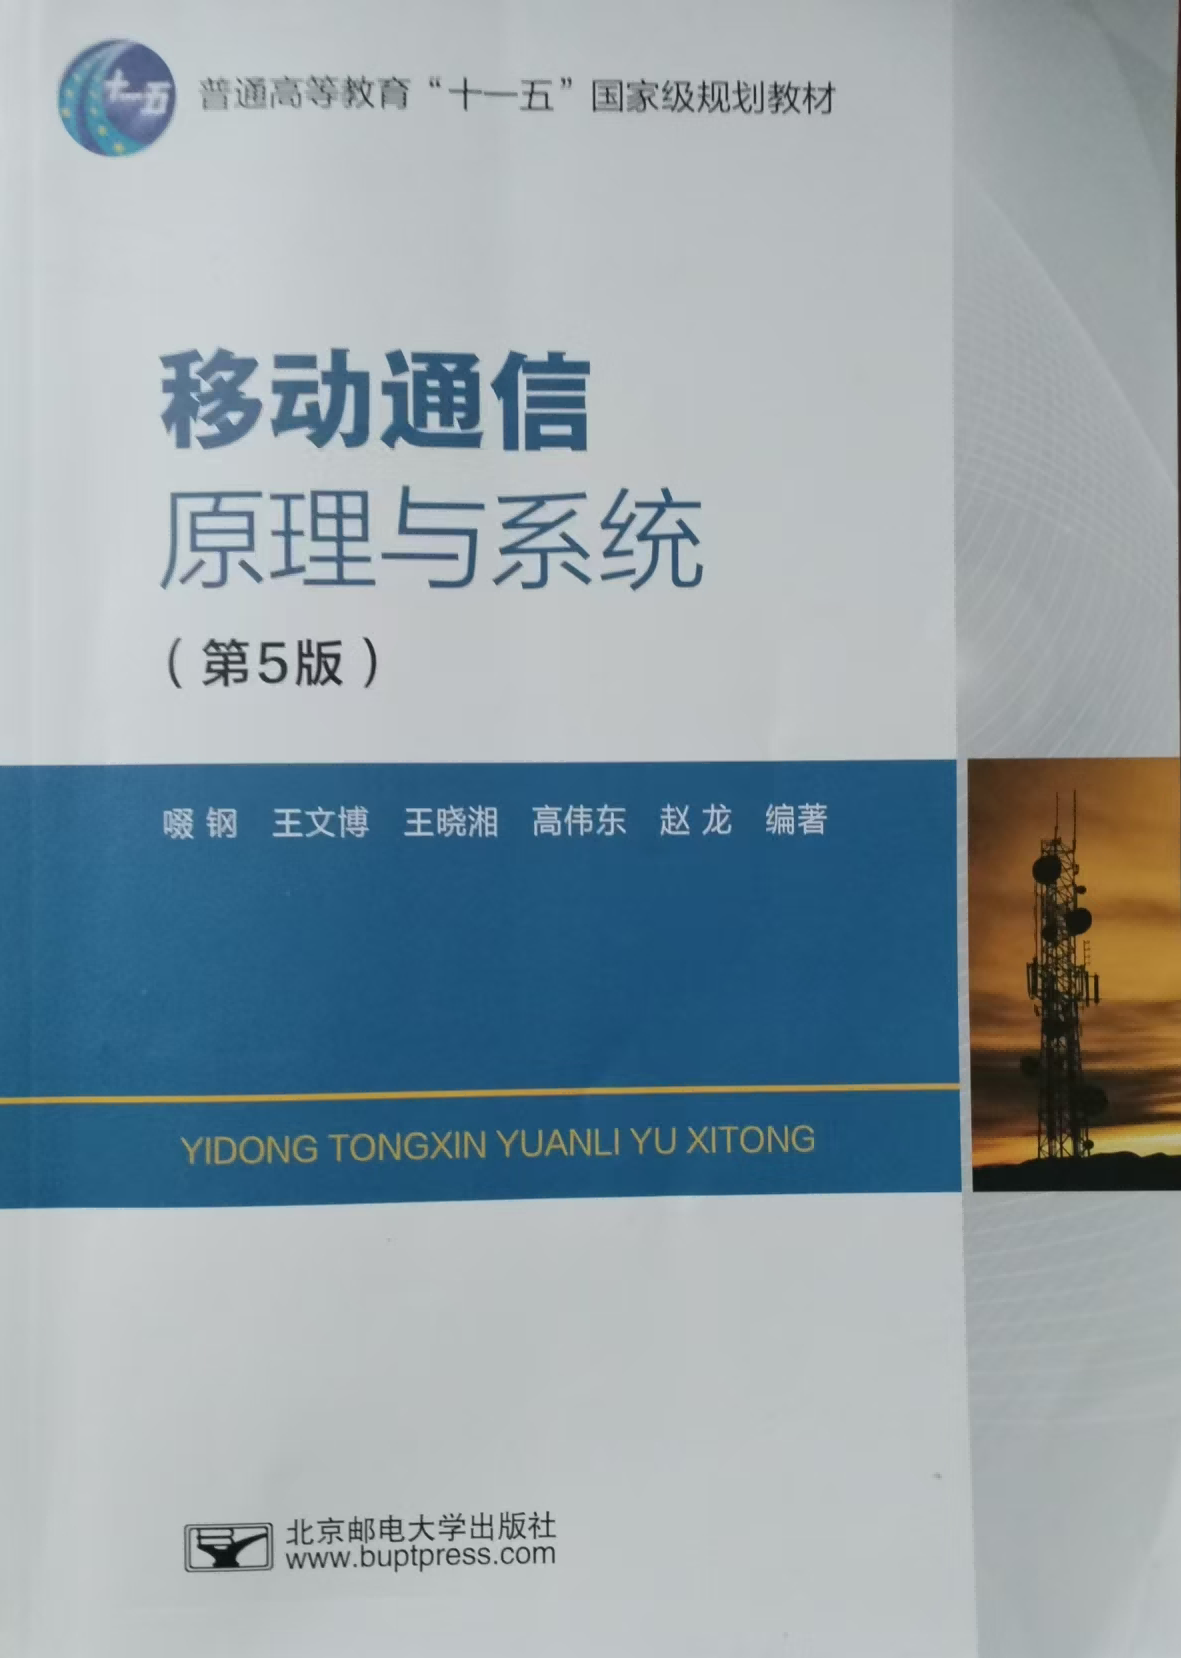 十一五
普通高等教育“十一五”国家级规划教材
移动通信
原理与系统
（第5版）
啜 钢 王文博 王晓湘 高伟东 赵 龙 编著
YIDONG TONGXIN YUANLI YU XITONG
北京邮电大学出版社
www.buptpress.com